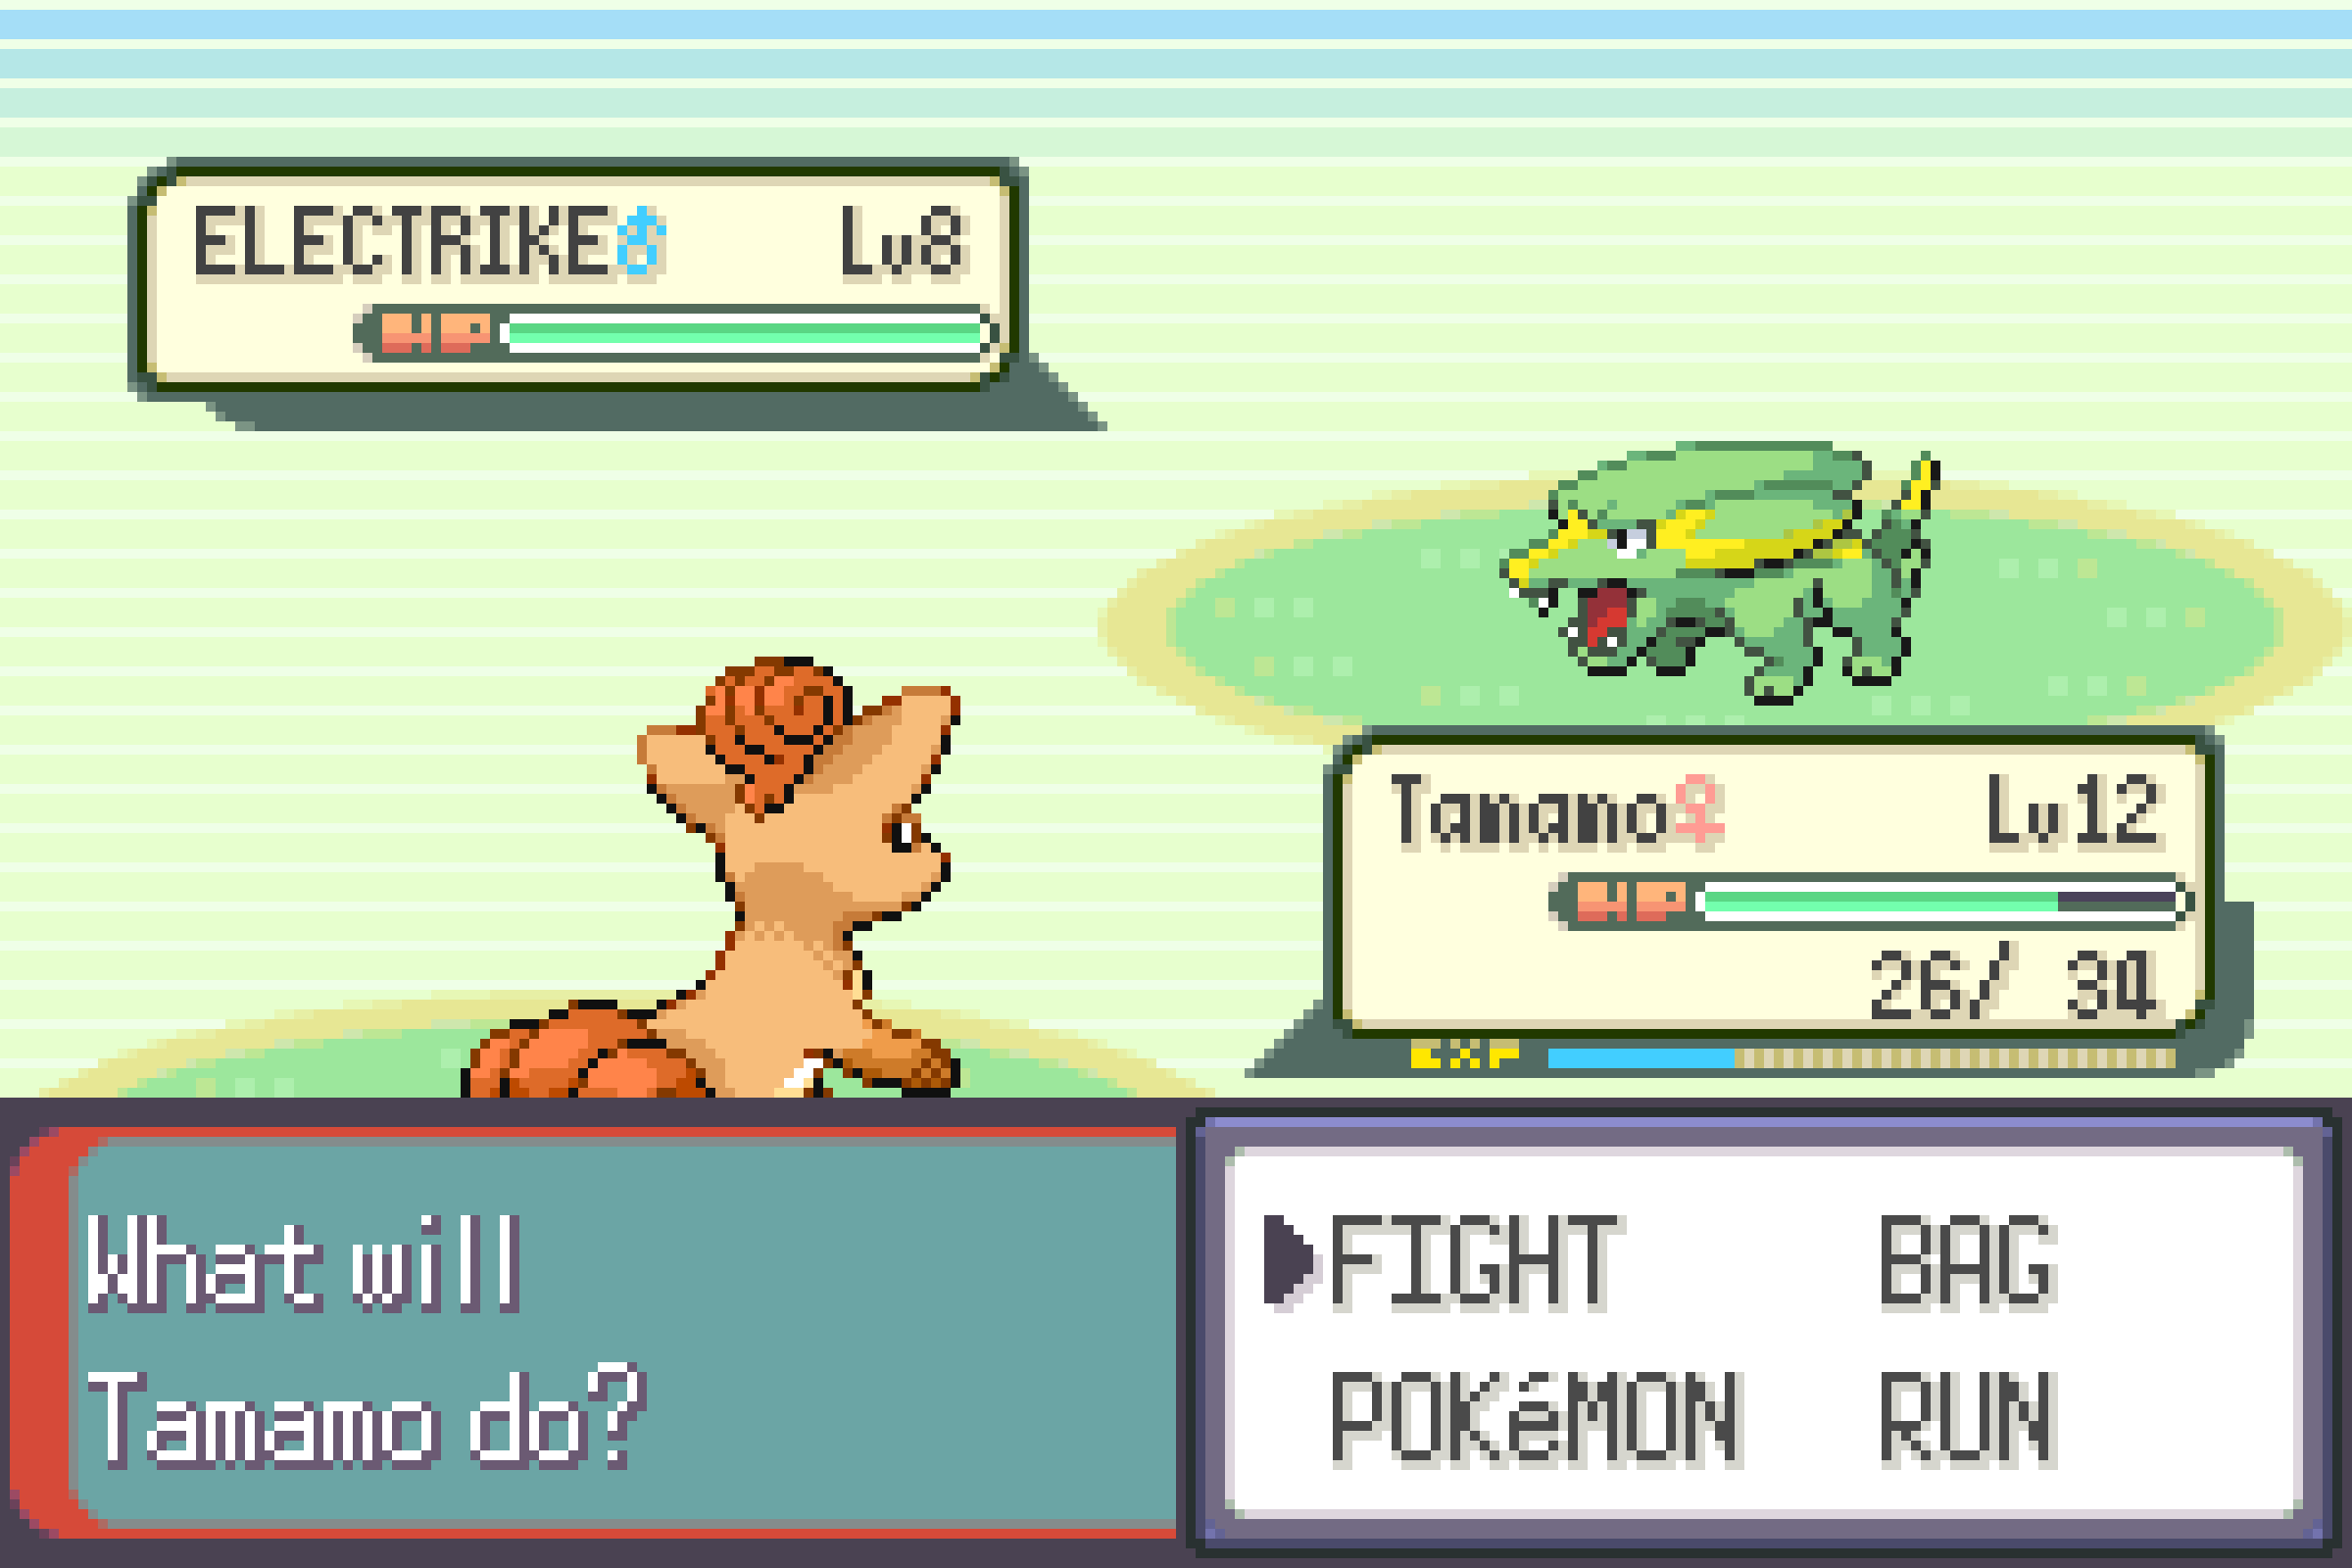 ELECTRIKE♂ Lv8
HP
Tamamo♀ Lv12
HP
26/ 34
EXP
What will
Tamamo do?
FIGHT BAG
POKéMON RUN